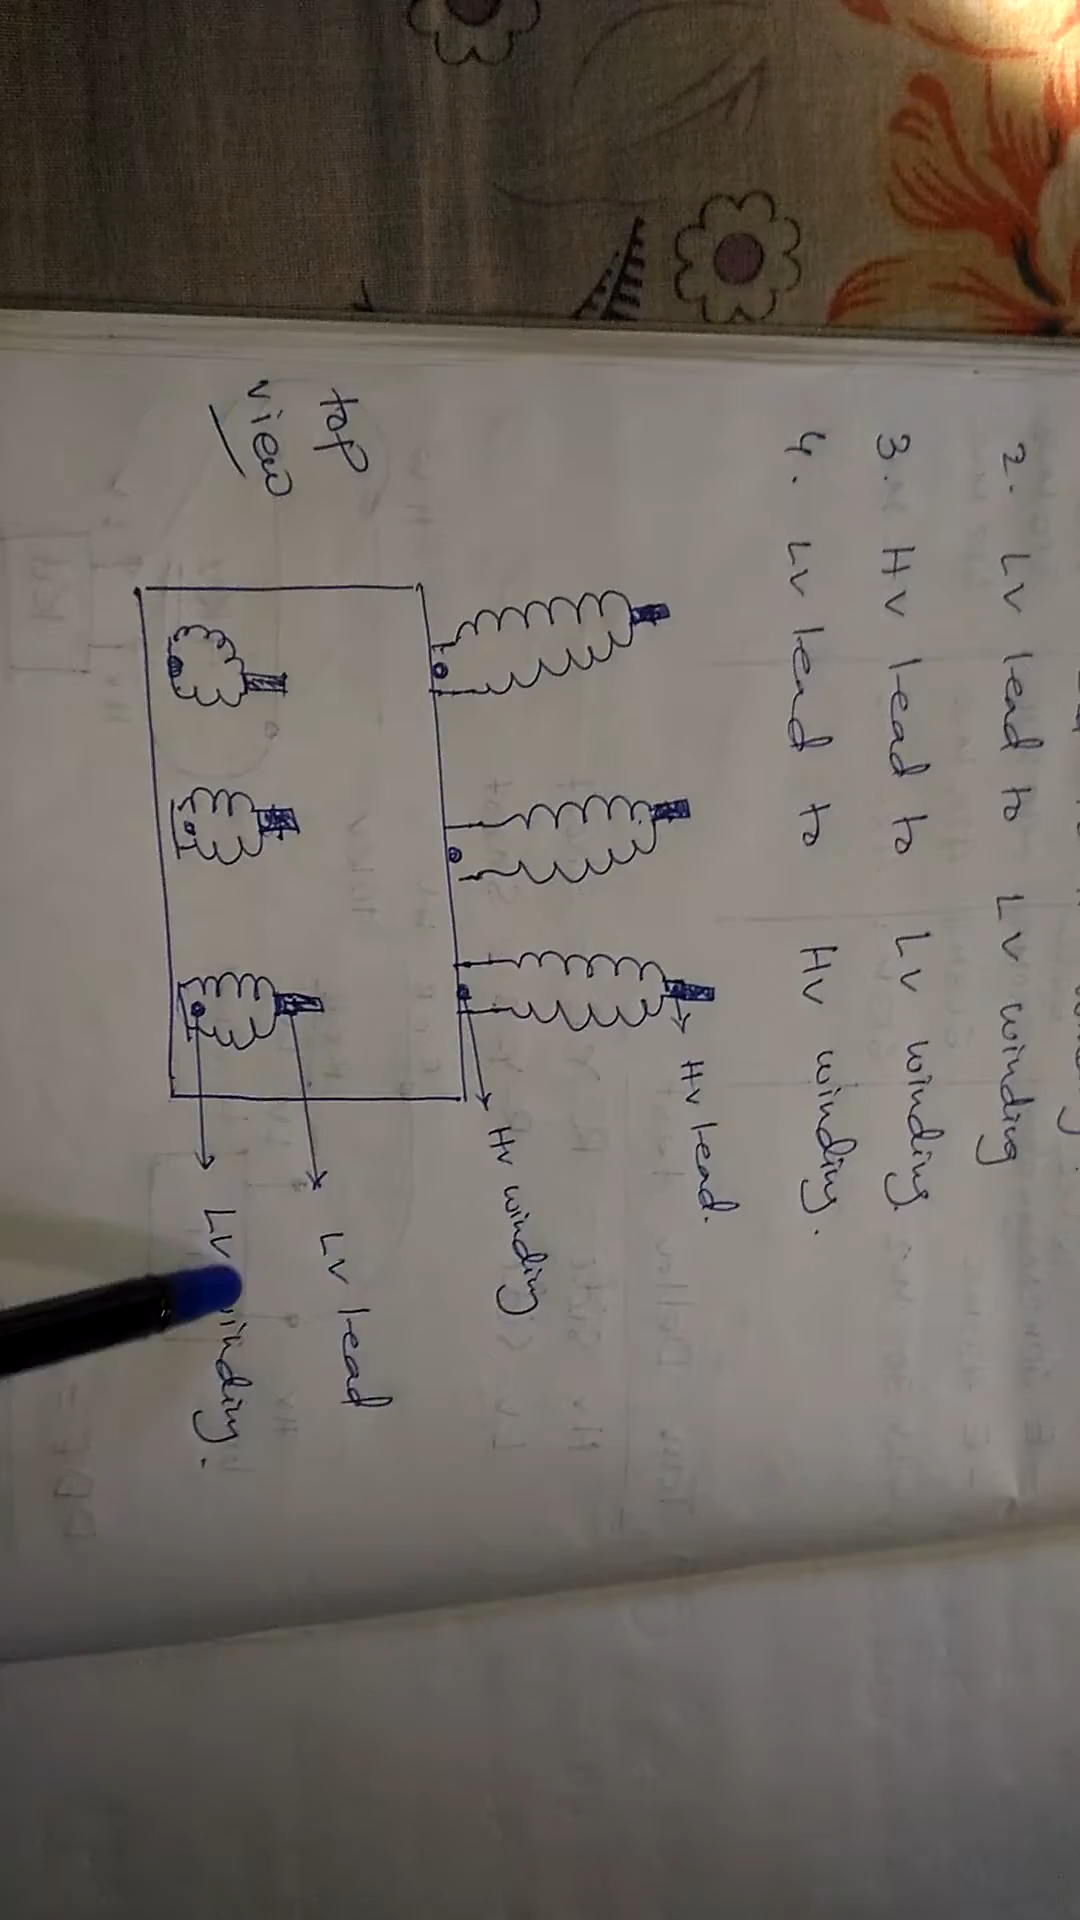 2. LV lead to LV winding
3. HV lead to LV winding.
4. LV lead to HV winding.
HV lead.
top
view
HV winding
LV lead
LV winding.